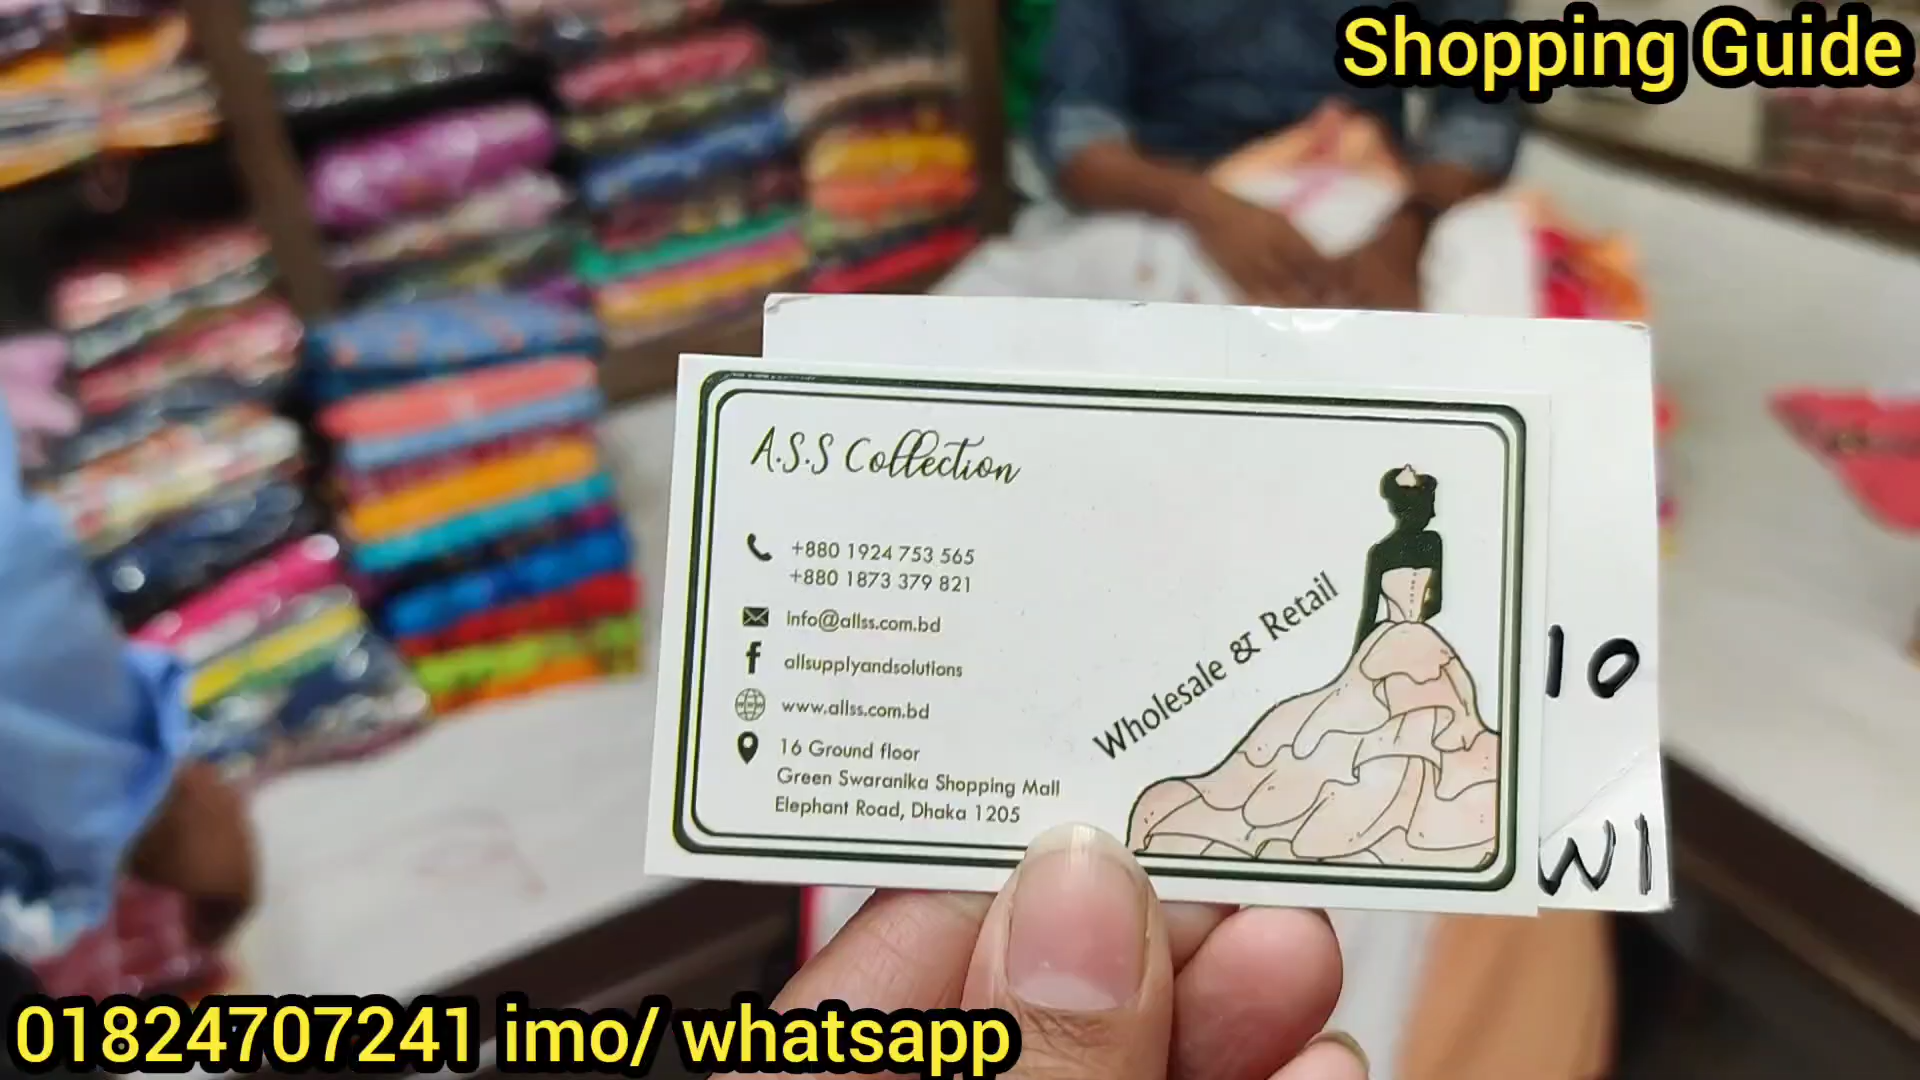 Shopping Guide
A.S.S Collection
+880 1924 753 565
+880 1873 379 821
Info@allss.com.bd
allsupplyandsolutions
www.allss.com.bd
16 Ground floor
Green Swaranika Shopping Mall
Elephant Road, Dhaka 1205
Wholesale & Retail
10
01824707241 imo/ whatsapp